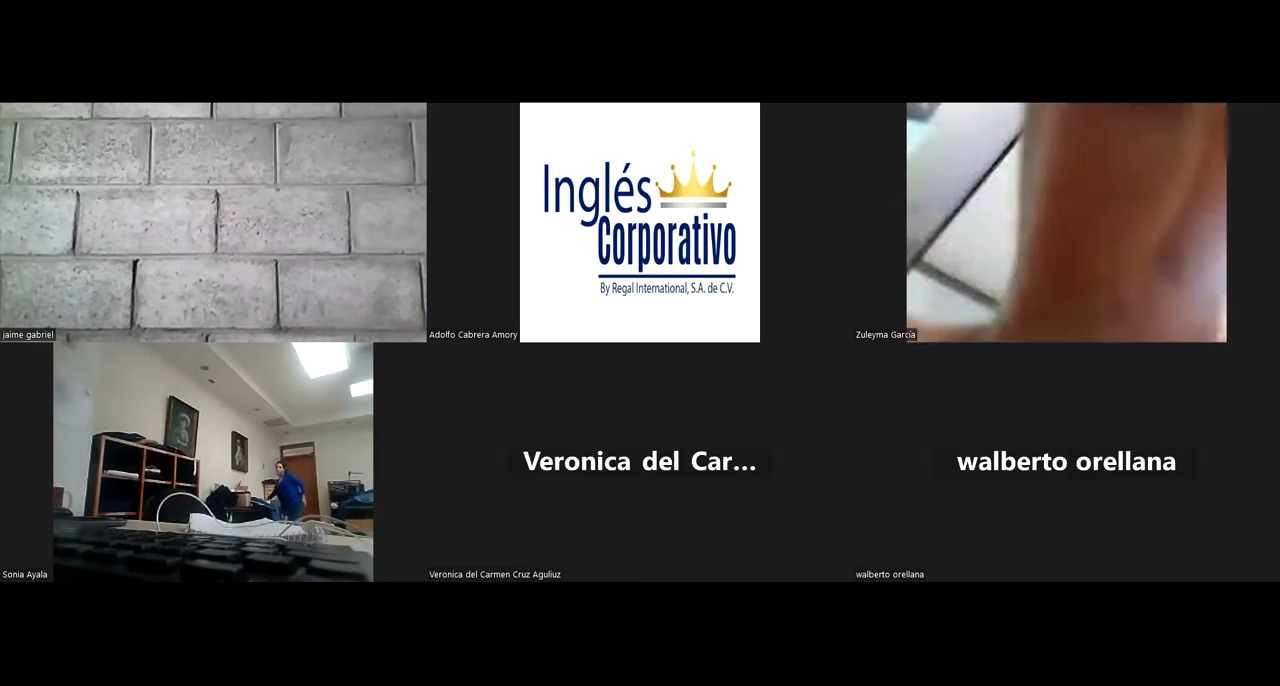 Inglés
Corporativo
By Regal International, S.A. de C.V.
jaime gabriel
Adolfo Cabrera Amory
Zuleyma García
Veronica del Car...
walberto orellana
Sonia Ayala
Veronica del Carmen Cruz Aguliuz
walberto orellana